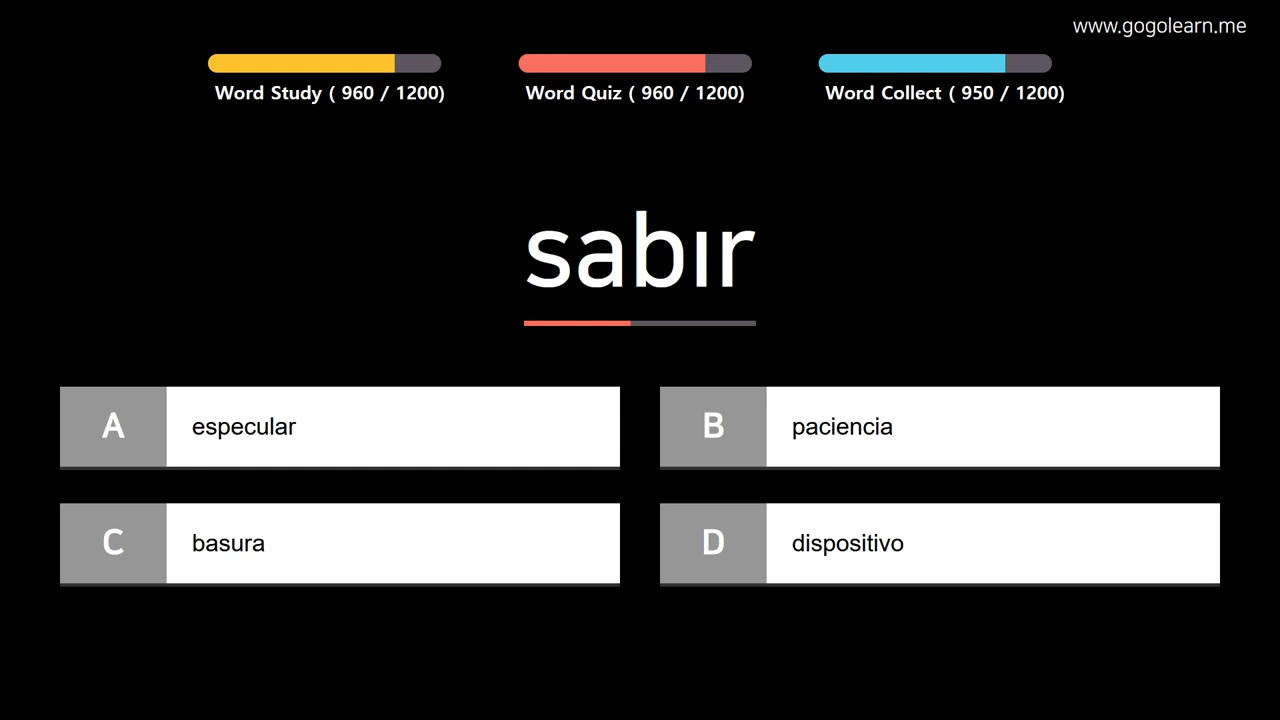 www.gogolearn.me
Word Study ( 960 / 1200)
Word Quiz ( 960 / 1200)
Word Collect ( 950 / 1200)
sabır
A especular
B paciencia
C basura
D dispositivo